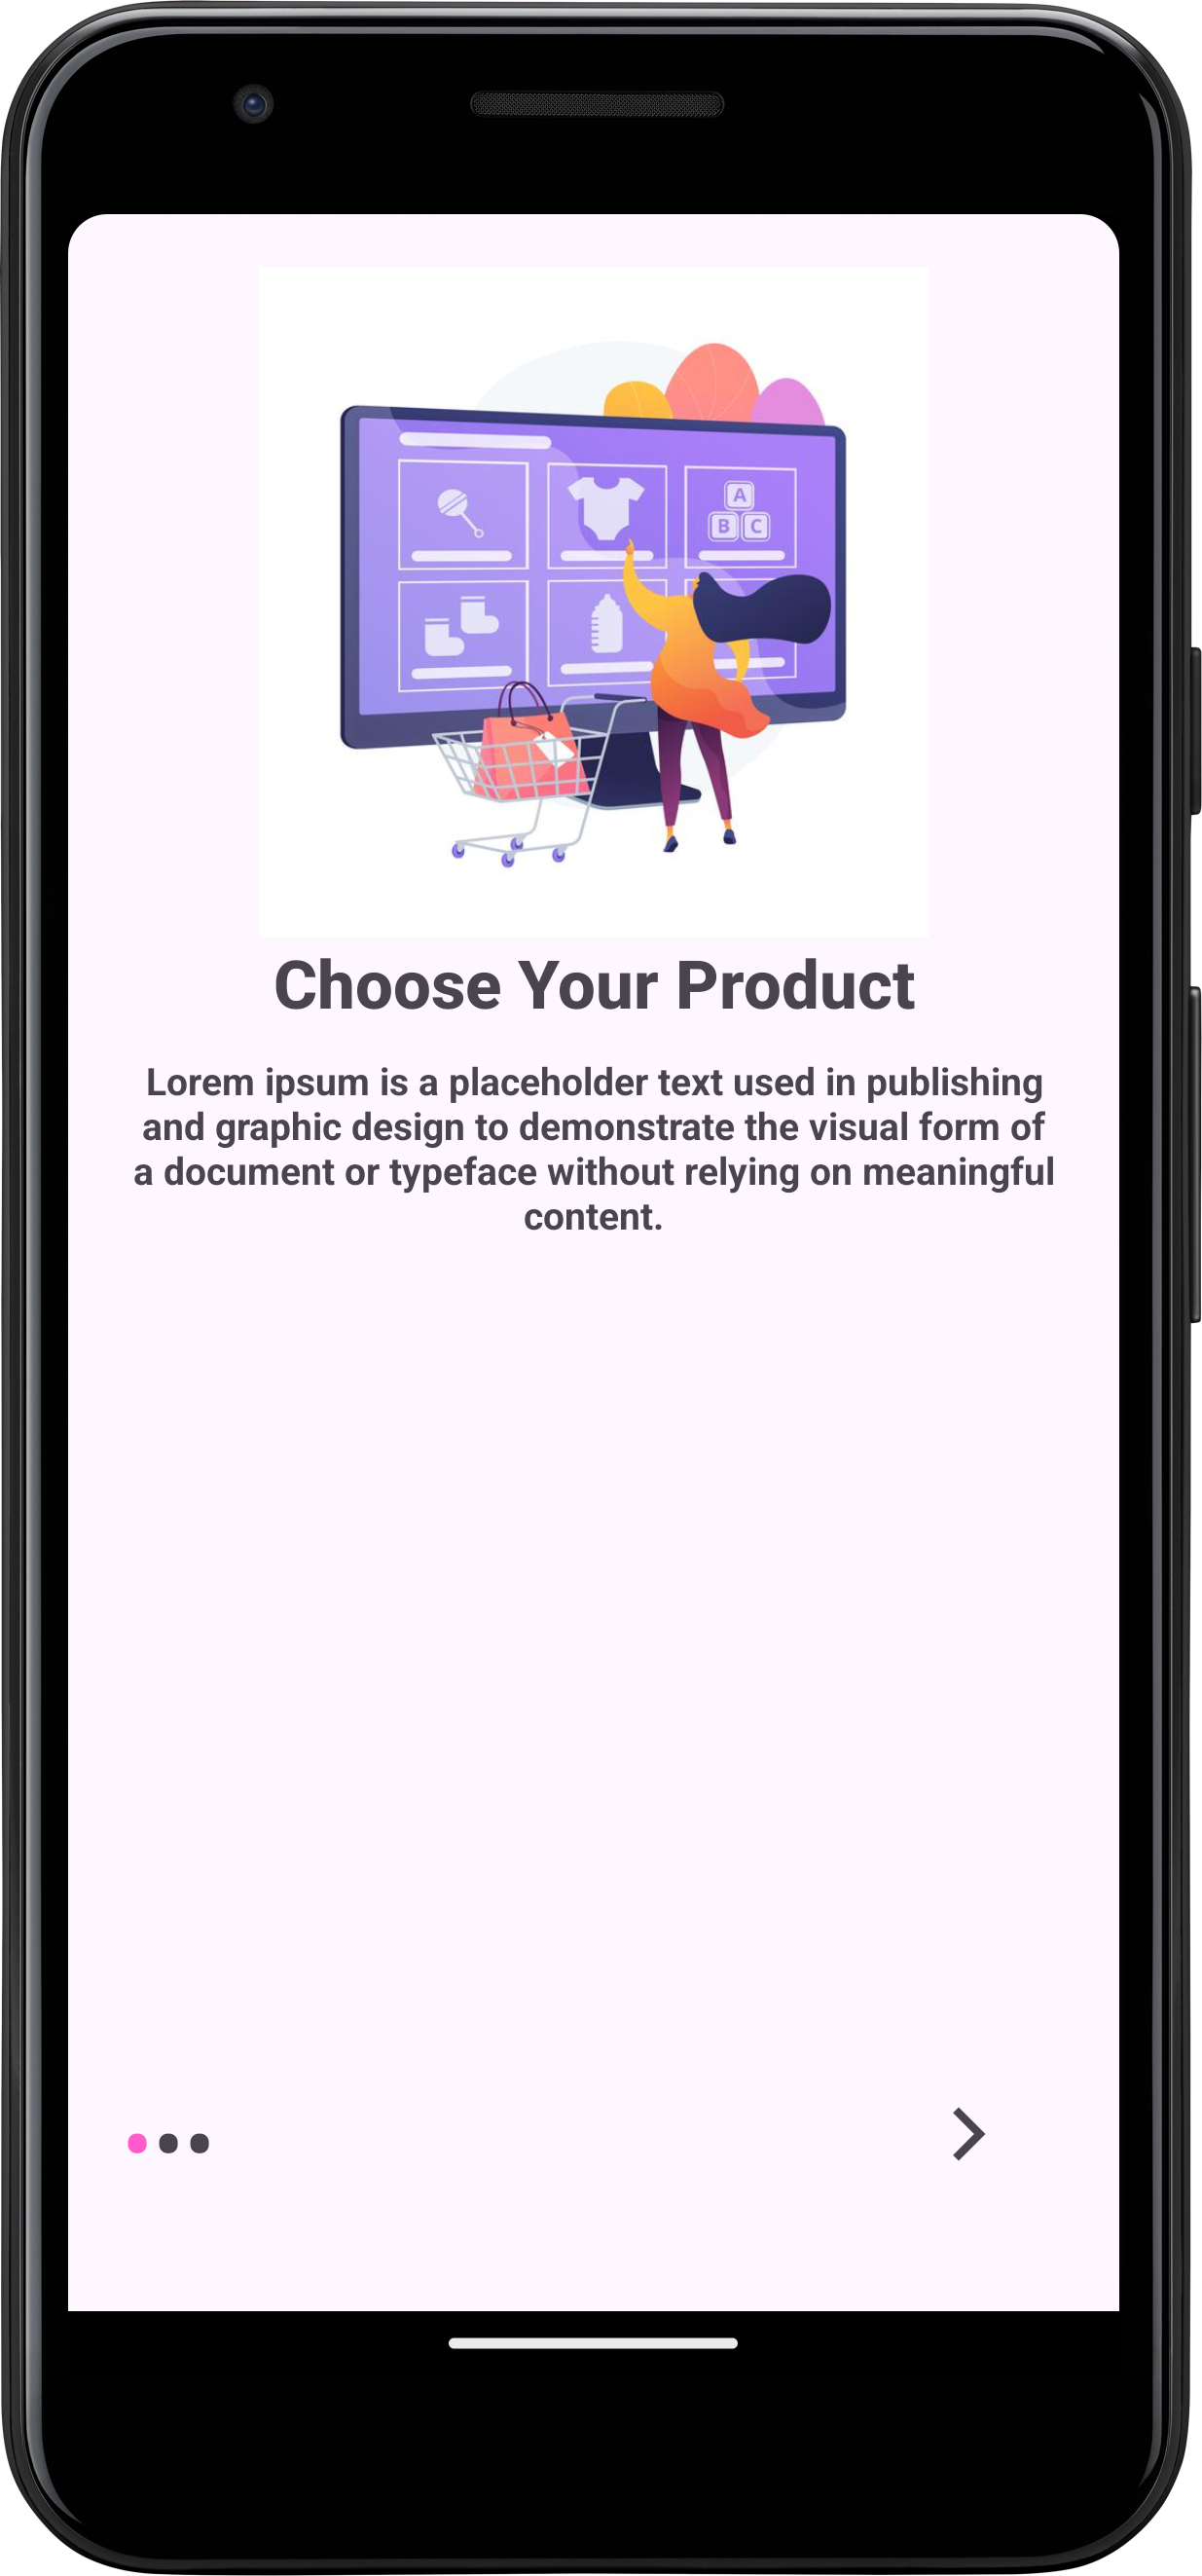 A
B C
Choose Your Product
Lorem ipsum is a placeholder text used in publishing
and graphic design to demonstrate the visual form of
a document or typeface without relying on meaningful
content.